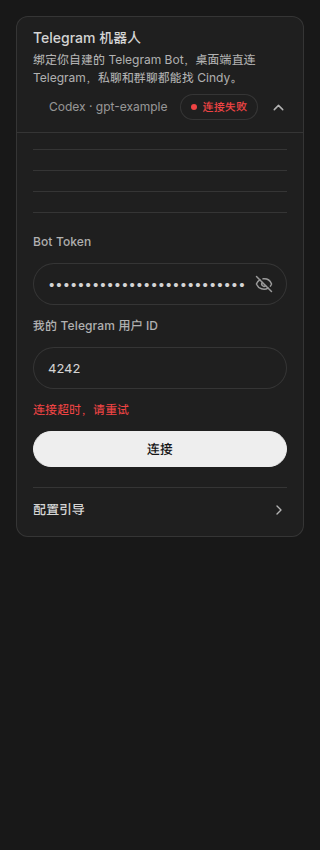 Telegram 机器人
绑定你自建的 Telegram Bot，桌面端直连
Telegram，私聊和群聊都能找 Cindy。
Codex · gpt-example
连接失败
Bot Token
••••••••••••••••••••••••••••
我的 Telegram 用户 ID
4242
连接超时，请重试
连接
配置引导